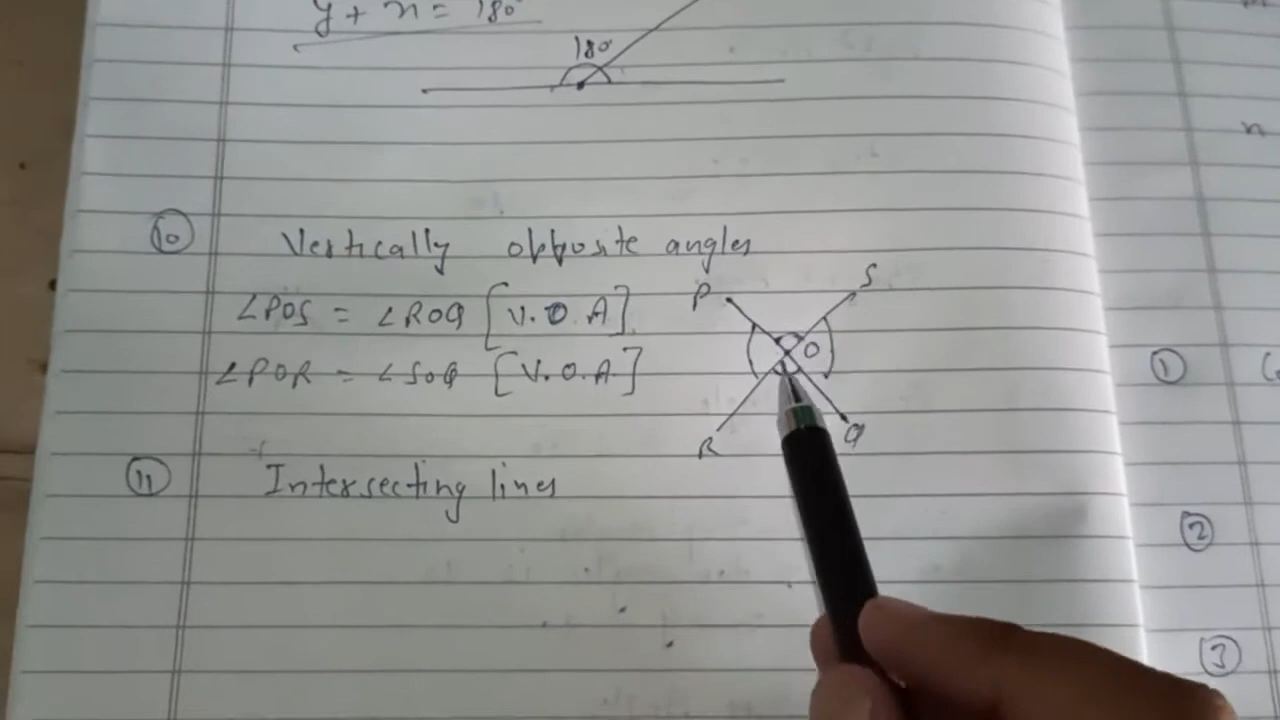 y + x = 180°
180°
10 Vertically opposite angles
∠POS = ∠ROQ [V.O.A]
∠POR = ∠SOQ [V.O.A.]
P S
O
R Q
11 Intersecting lines
n
1
2
3